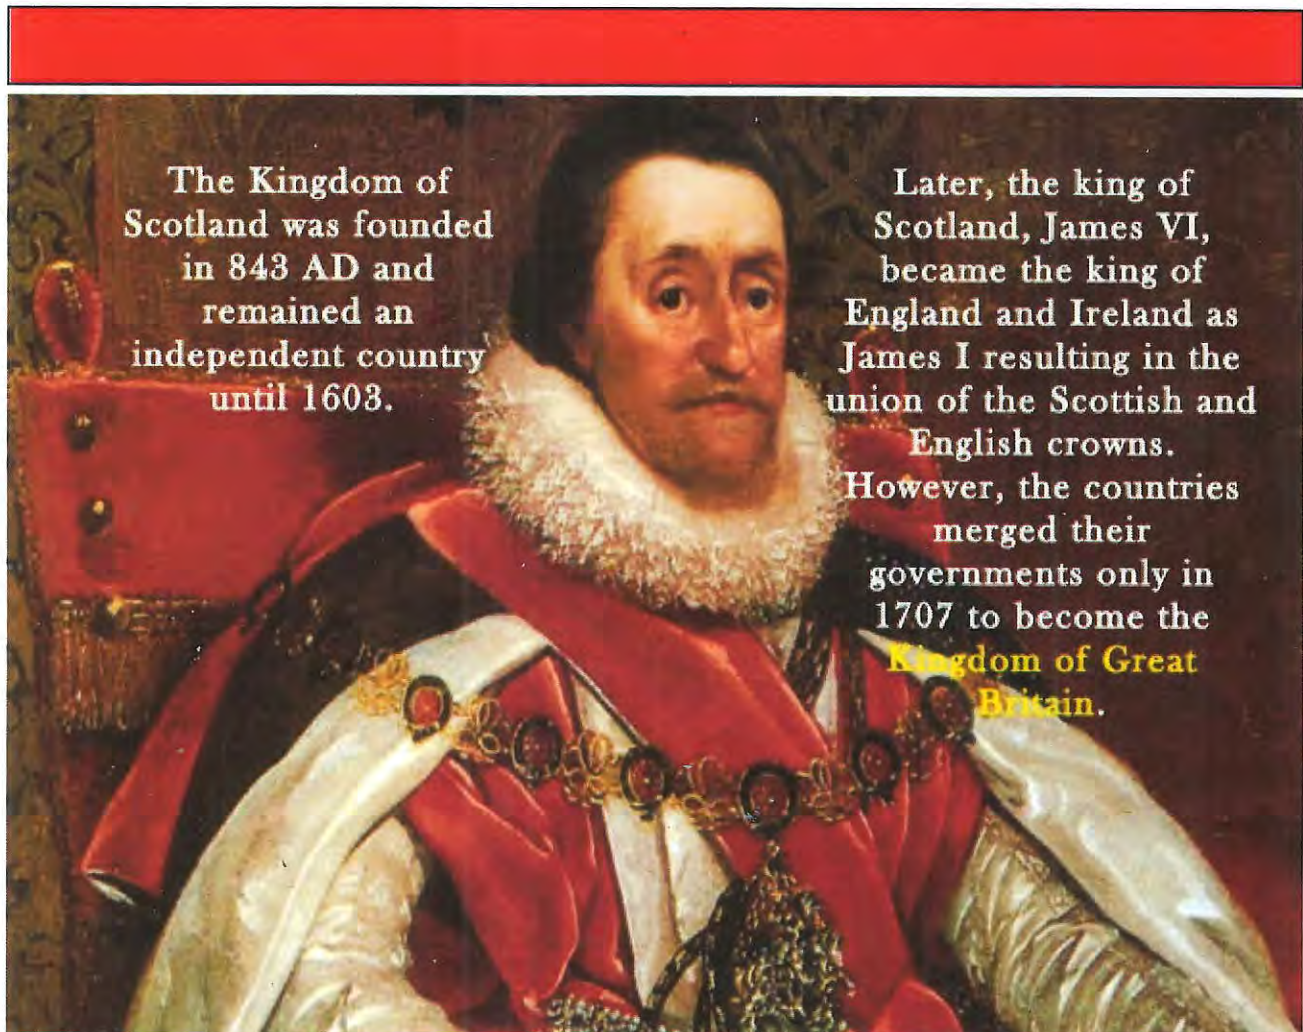 The Kingdom of
Scotland was founded
in 843 AD and
remained an
independent country
until 1603.
Later, the king of
Scotland, James VI,
became the king of
England and Ireland as
James I resulting in the
union of the Scottish and
English crowns.
However, the countries
merged their
governments only in
1707 to become the
Kingdom of Great
Britain.